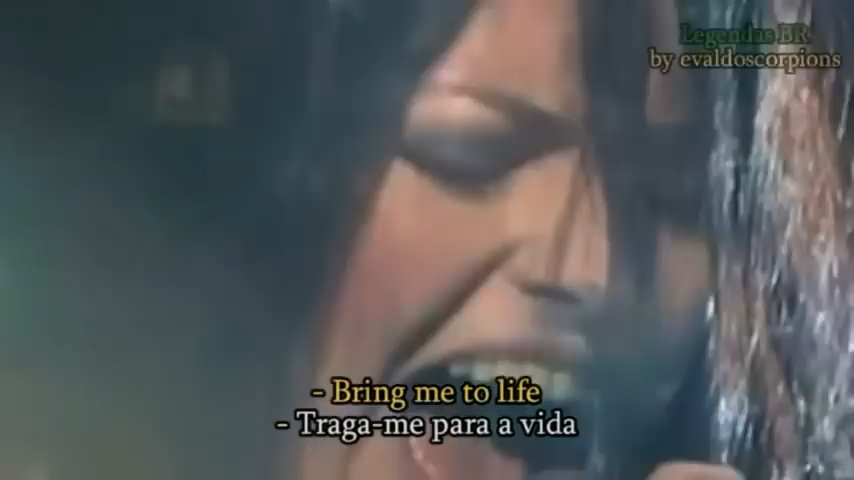 Legendas BR
by evaldoscorpions
- Bring me to life
- Traga-me para a vida